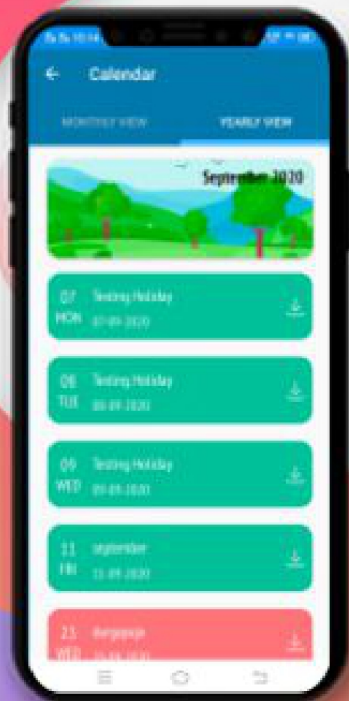 Calendar
MONTHLY VIEW
YEARLY VIEW
September 2020
07
MON
Testing Holiday
07-09-2020
08
TUE
Testing Holiday
08-09-2020
09
WED
Testing Holiday
09-09-2020
11
FRI
september
11-09-2020
23
WED